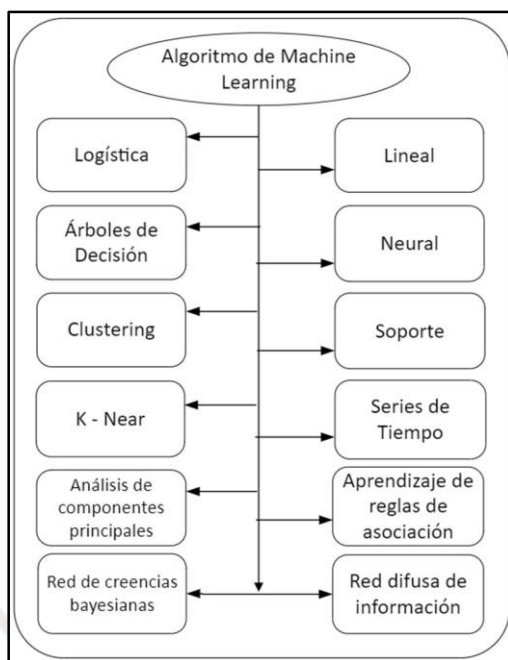 Algoritmo de Machine
Learning
Logística
Lineal
Árboles de
Decisión
Neural
Clustering
Soporte
K - Near
Series de
Tiempo
Análisis de
componentes
principales
Aprendizaje de
reglas de
asociación
Red de creencias
bayesianas
Red difusa de
información